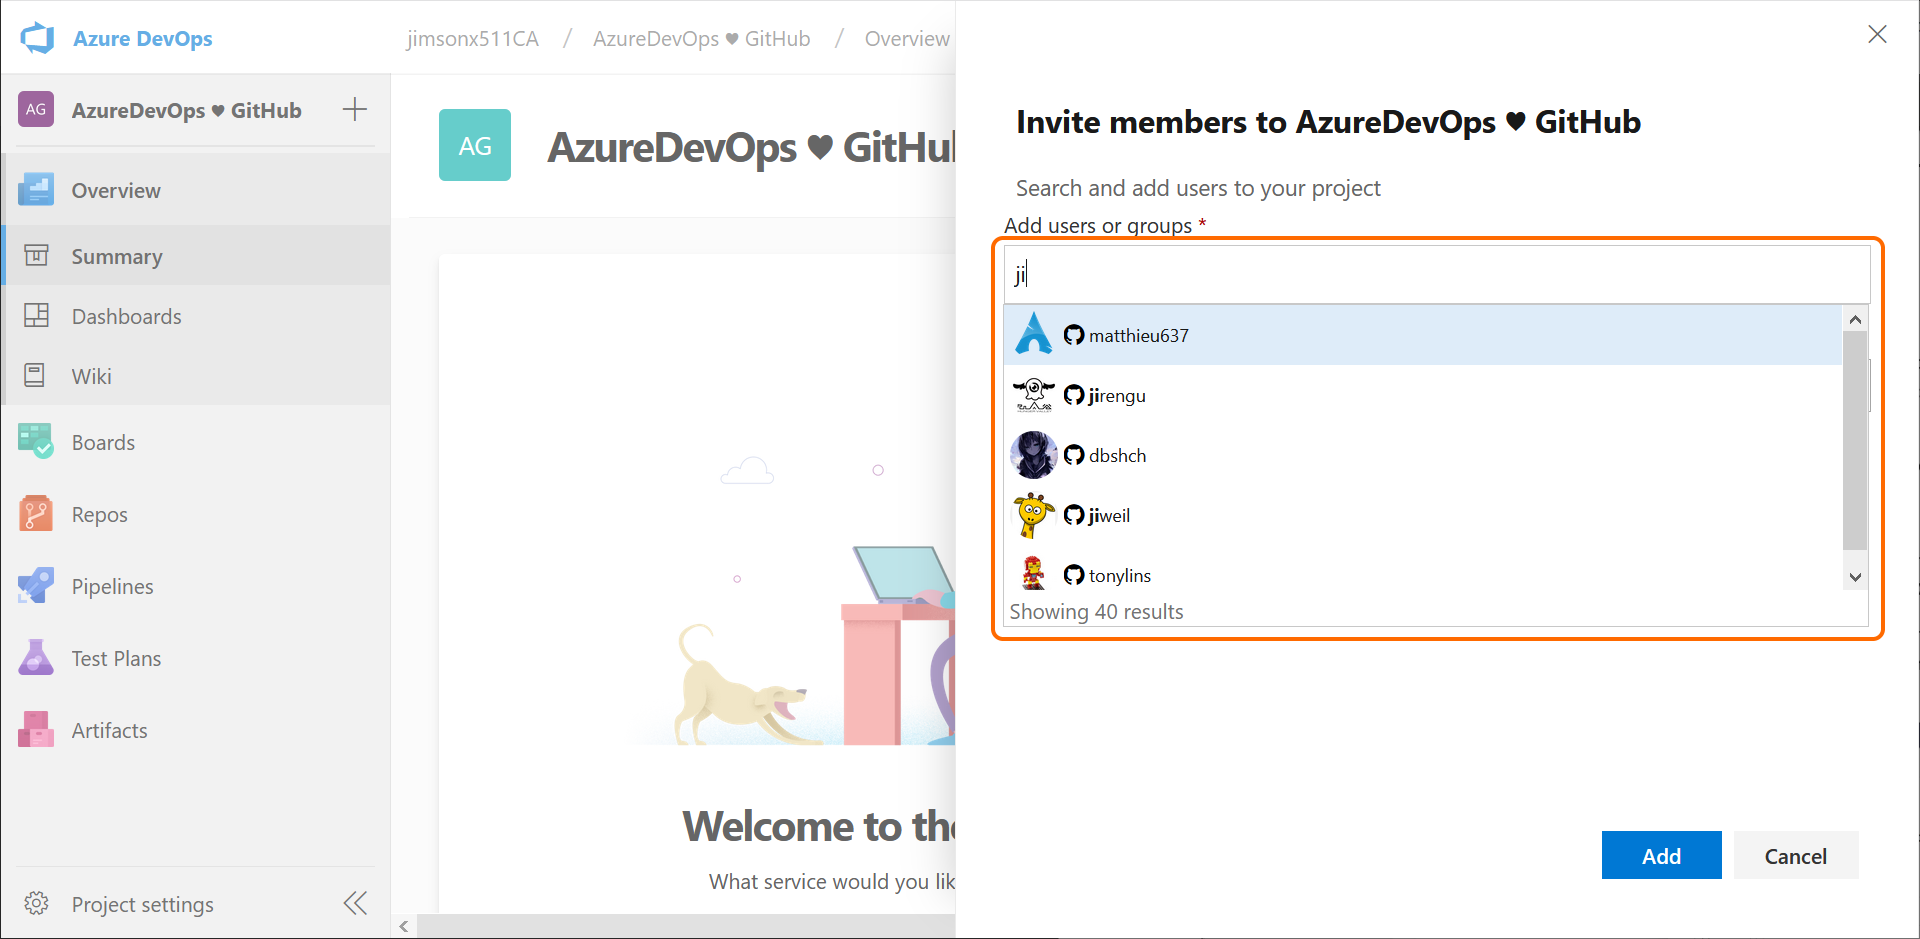 Azure DevOps
jimsonx511CA / AzureDevOps ♥ GitHub / Overview
AG AzureDevOps ♥ GitHub
Overview
Summary
Dashboards
Wiki
Boards
Repos
Pipelines
Test Plans
Artifacts
Project settings
AG AzureDevOps ♥ GitHu
Welcome to the
What service would you lik
Invite members to AzureDevOps ♥ GitHub
Search and add users to your project
Add users or groups *
ji
matthieu637
jirengu
dbshch
jiweil
tonylins
Showing 40 results
Add Cancel